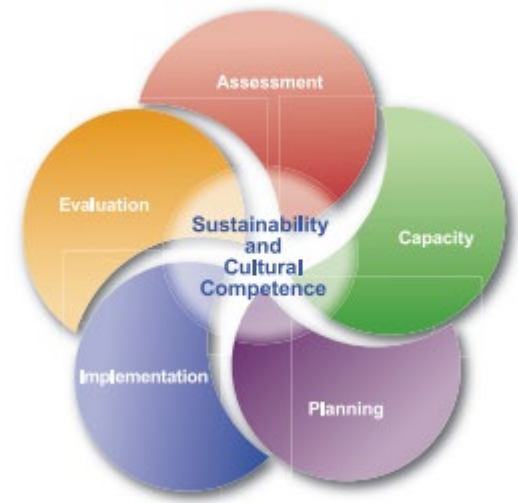 Assessment
Capacity
Planning
Implementation
Evaluation
Sustainability
and
Cultural
Competence